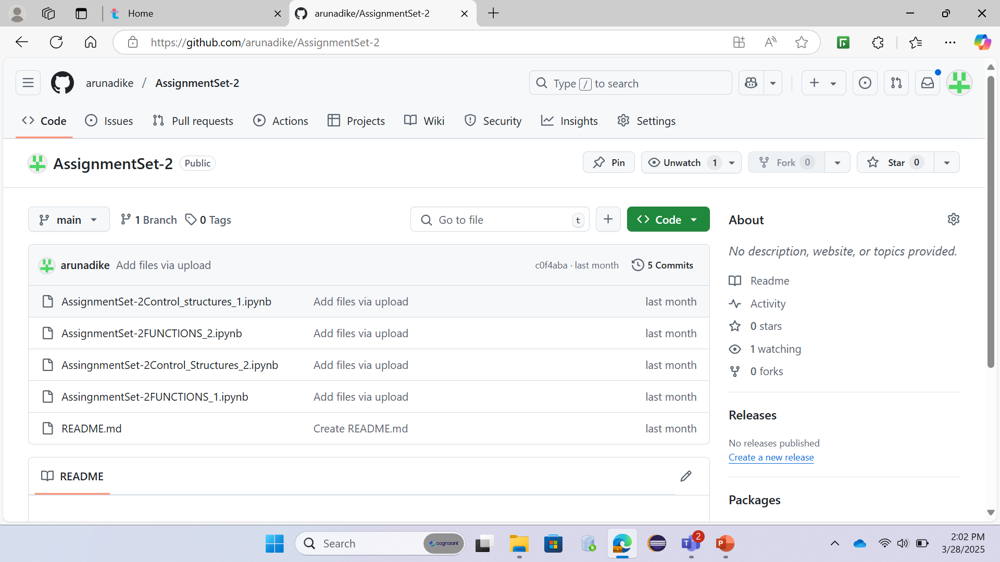 Home
arunadike/AssignmentSet-2
https://github.com/arunadike/AssignmentSet-2
arunadike / AssignmentSet-2
Type / to search
Code Issues Pull requests Actions Projects Wiki Security Insights Settings
AssignmentSet-2 Public
Pin Unwatch 1 Fork 0 Star 0
main 1 Branch 0 Tags
Go to file t
Code
arunadike Add files via upload c0f4aba · last month 5 Commits
AssignmentSet-2Control_structures_1.ipynb Add files via upload last month
AssignmentSet-2FUNCTIONS_2.ipynb Add files via upload last month
AssingnmentSet-2Control_Structures_2.ipynb Add files via upload last month
AssingnmentSet-2FUNCTIONS_1.ipynb Add files via upload last month
README.md Create README.md last month
README
About
No description, website, or topics provided.
Readme
Activity
0 stars
1 watching
0 forks
Releases
No releases published
Create a new release
Packages
Search
cognizant
T 2
P
2:02 PM
3/28/2025